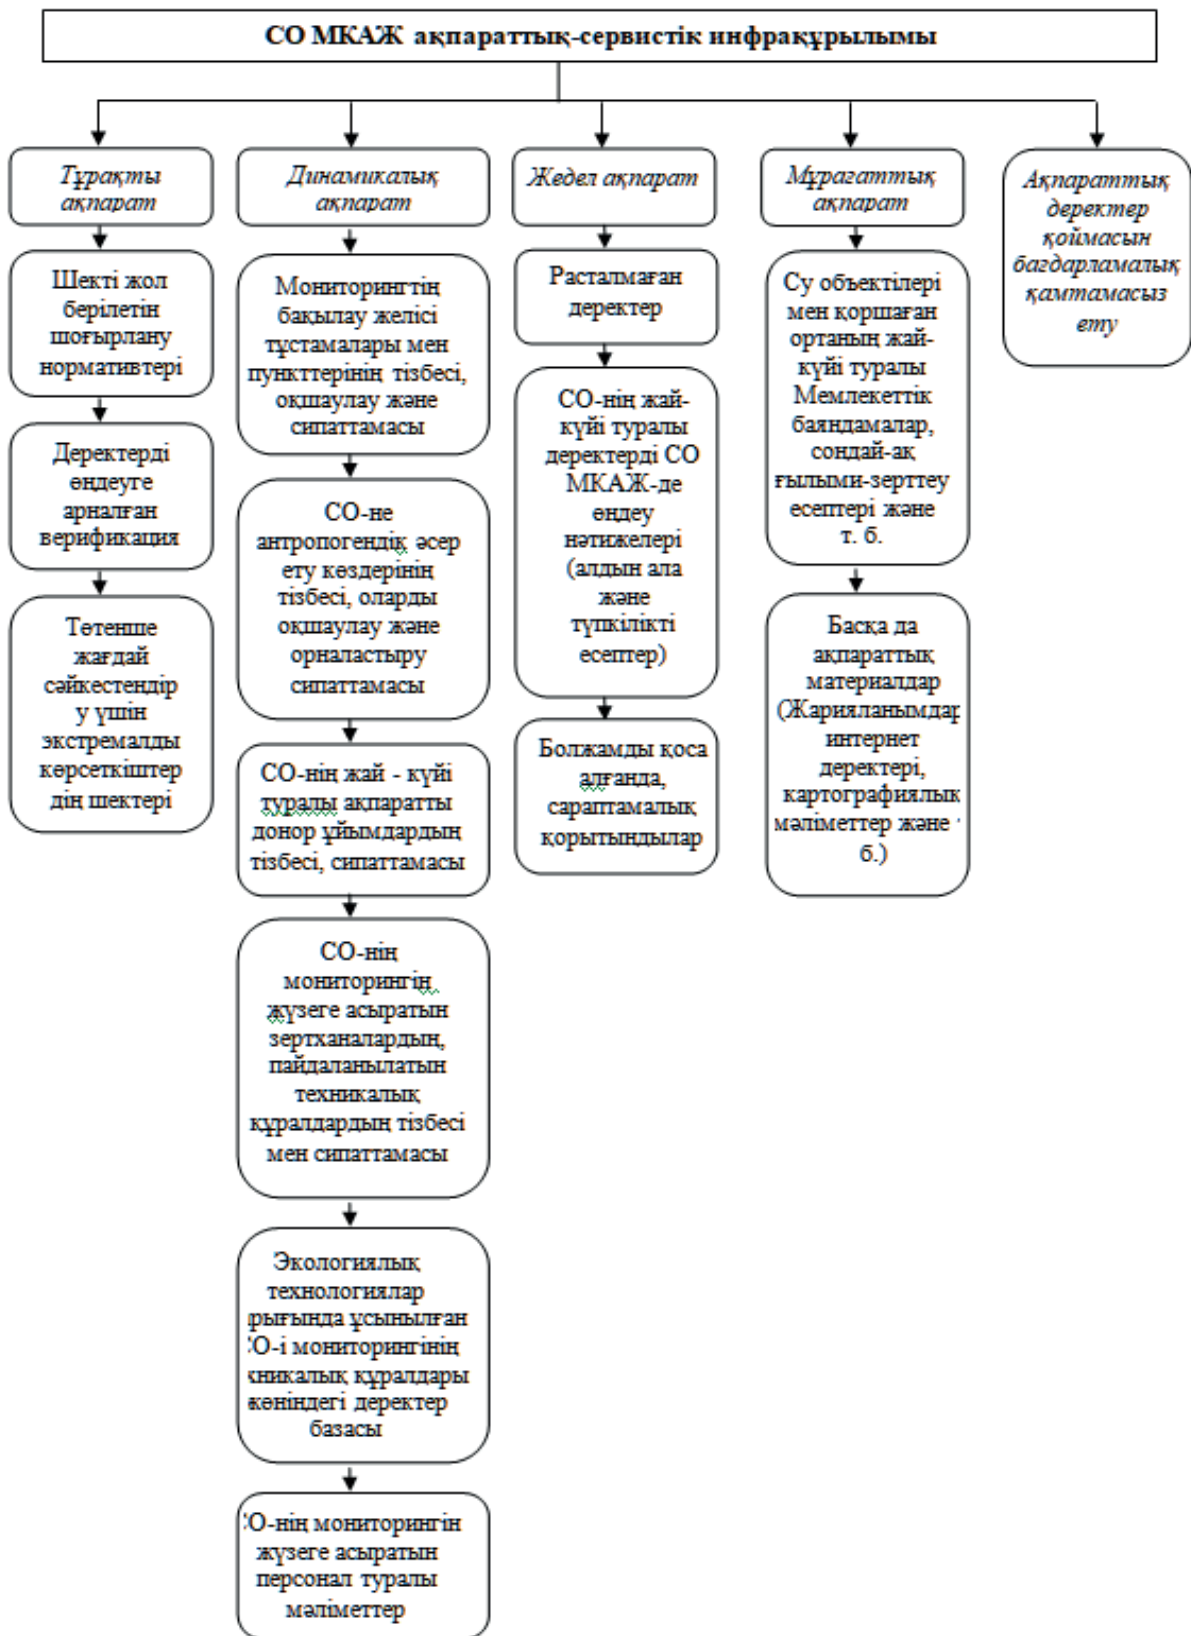 СО МКАЖ ақпараттық-сервистік инфрақұрылымы
Тұрақты
ақпарат
Шекті жол
берілетін
шоғырлану
нормативтері
Деректерді
өңдеуге
арналған
верификация
Төтенше
жағдай
сәйкестендір
у үшін
экстремалды
көрсеткіштер
дің шектері
Динамикалық
ақпарат
Мониторингтің
бақылау желісі
тұстамалары мен
пункттерінің тізбесі,
оқшаулау және
сипаттамасы
СО-не
антропогендік әсер
ету көздерінің
тізбесі, оларды
оқшаулау және
орналастыру
сипаттамасы
СО-нің жай - күйі
туралы ақпаратты
донор ұйымдардың
тізбесі, сипаттамасы
СО-нің
мониторингін
жүзеге асыратын
зертханалардың,
пайдаланылатын
техникалық
құралдардың тізбесі
мен сипаттамасы
Экологиялық
технологиялар
рығында ұсынылған
О-і мониторингінің
хникалық құралдары
жөніндегі деректер
базасы
О-нің мониторингін
жүзеге асыратын
персонал туралы
мәліметтер
Жедел ақпарат
Расталмаған
деректер
СО-нің жай-
күйі туралы
деректерді СО
МКАЖ-де
өңдеу
нәтижелері
(алдын ала
және
түпкілікті
есептер)
Болжамды қоса
алғанда,
сараптамалық
қорытындылар
Мұрағаттық
ақпарат
Су объектілері
мен қоршаған
ортаның жай-
күйі туралы
Мемлекеттік
баяндамалар,
сондай-ақ
ғылыми-зерттеу
есептері және
т. б.
Басқа да
ақпараттық
материалдар
(Жарияланымдар
интернет
деректері,
картографиялық
мәліметтер және
б.)
Ақпараттық
деректер
қоймасын
бағдарламалық
қамтамасыз
ету